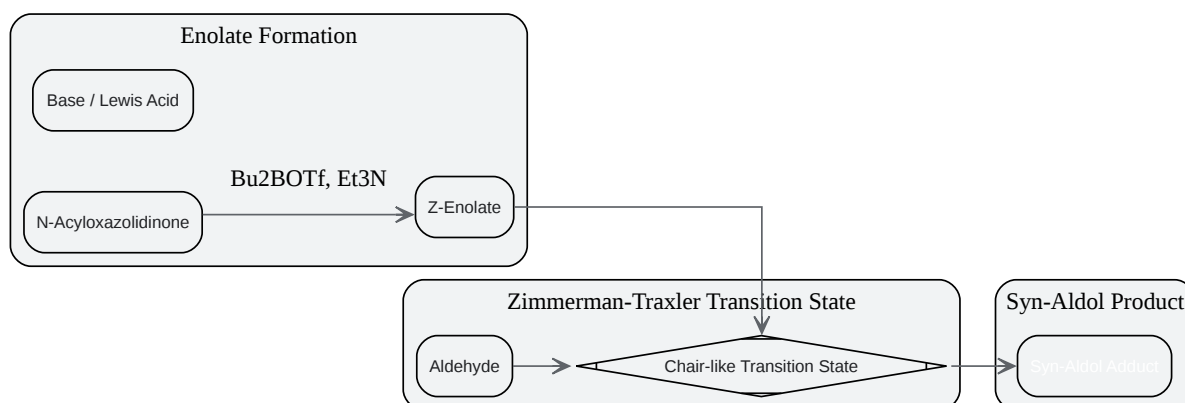 Enolate Formation
Base / Lewis Acid
Bu2BOTf, Et3N
N-Acyloxazolidinone
Z-Enolate
Zimmerman-Traxler Transition State
Syn-Aldol Product
Aldehyde
Chair-like Transition State
Syn-Aldol Adduct